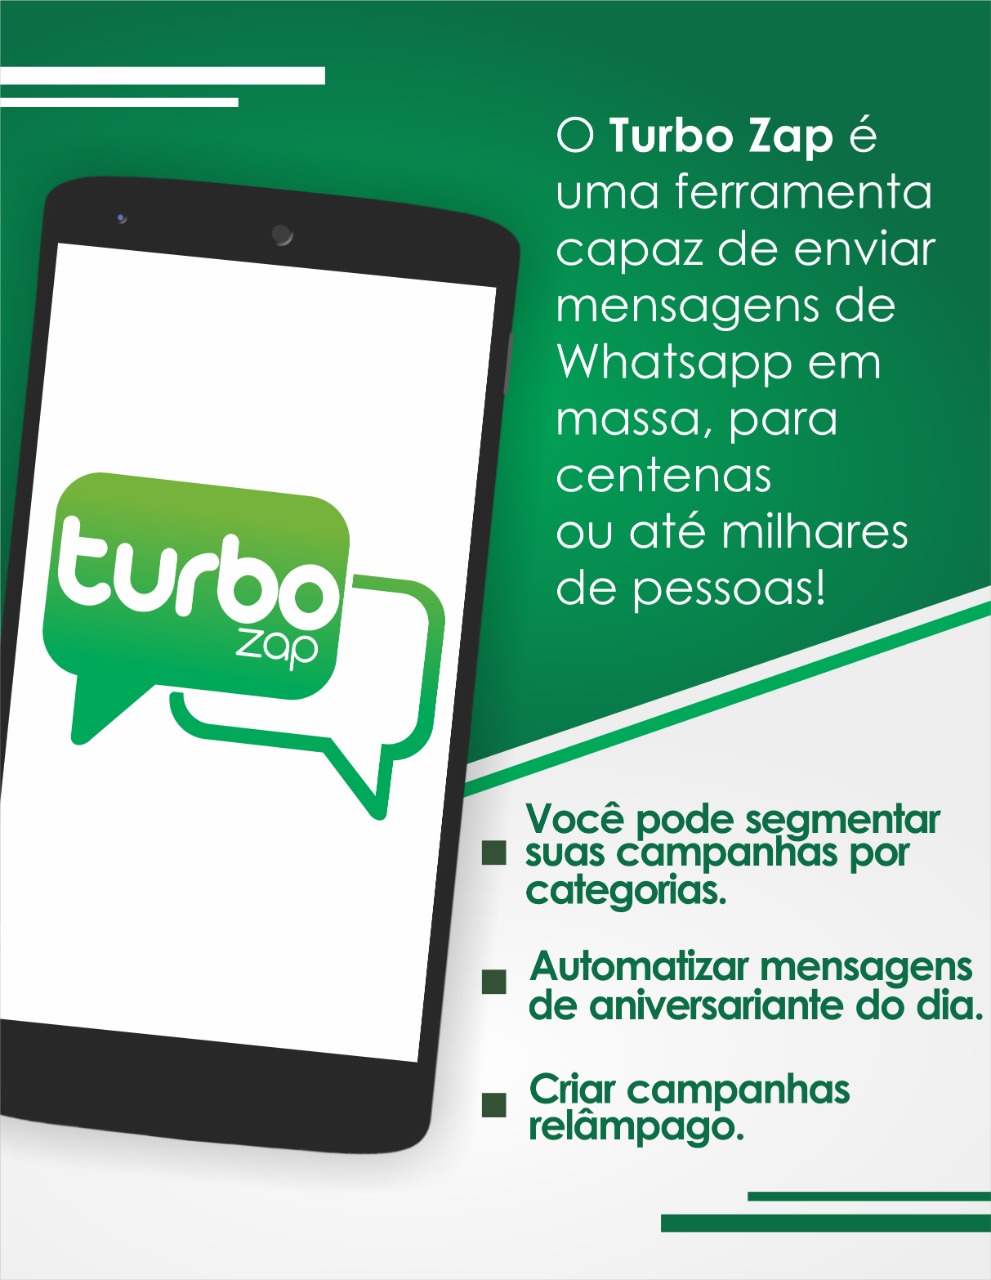 O Turbo Zap é
uma ferramenta
capaz de enviar
mensagens de
Whatsapp em
massa, para
centenas
ou até milhares
de pessoas!
turbo
zap
Você pode segmentar
suas campanhas por
categorias.
Automatizar mensagens
de aniversariante do dia.
Criar campanhas
relâmpago.